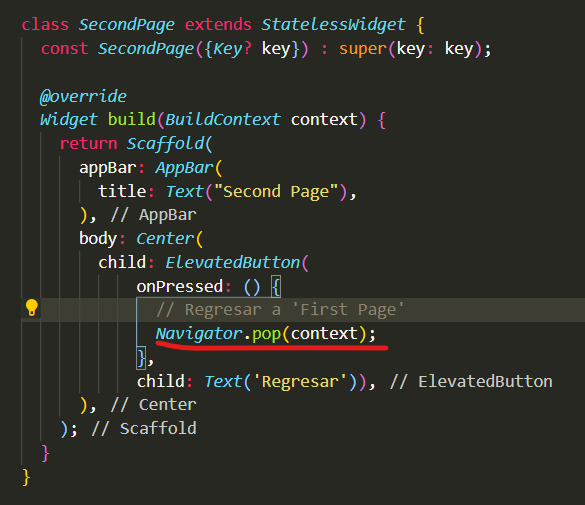 class SecondPage extends StatelessWidget {
  const SecondPage({Key? key}) : super(key: key);

  @override
  Widget build(BuildContext context) {
    return Scaffold(
      appBar: AppBar(
        title: Text("Second Page"),
      ), // AppBar
      body: Center(
        child: ElevatedButton(
            onPressed: () {
              // Regresar a 'First Page'
              Navigator.pop(context);
            },
            child: Text('Regresar')), // ElevatedButton
      ), // Center
    ); // Scaffold
  }
}